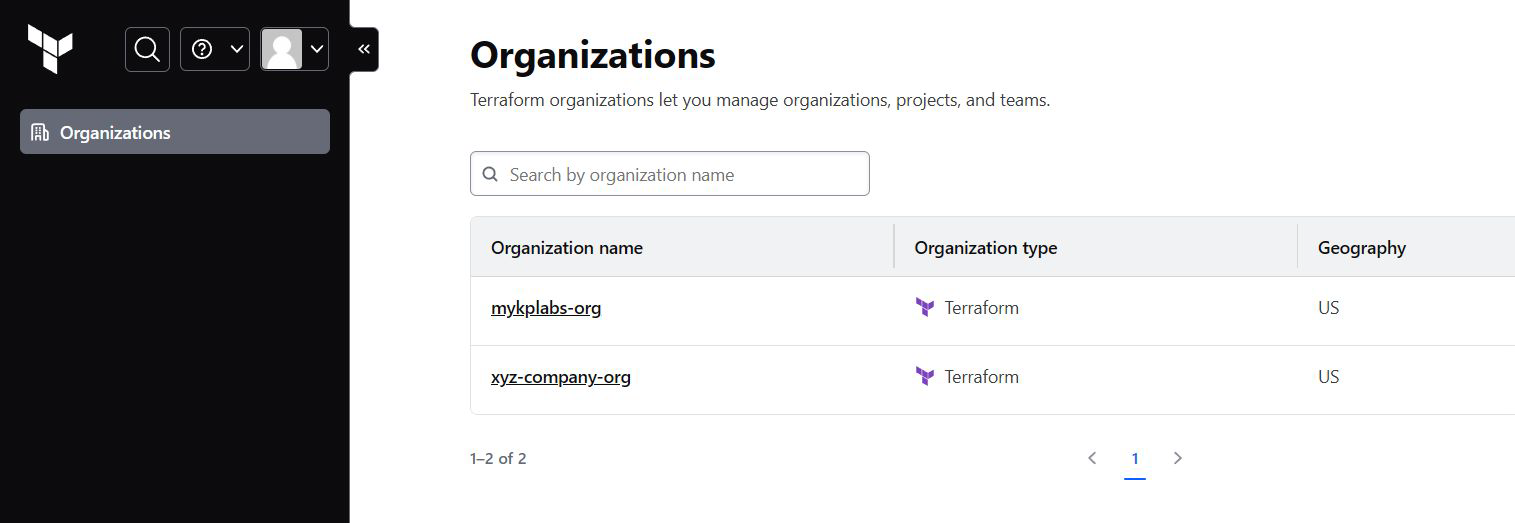 Organizations
Organizations
Terraform organizations let you manage organizations, projects, and teams.
Search by organization name
Organization name Organization type Geography
mykplabs-org Terraform US
xyz-company-org Terraform US
1–2 of 2 1